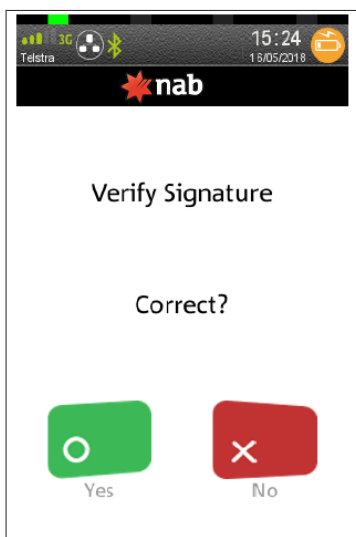 3G
15:24
Telstra
16/05/2018
nab
Verify Signature
Correct?
Yes
No